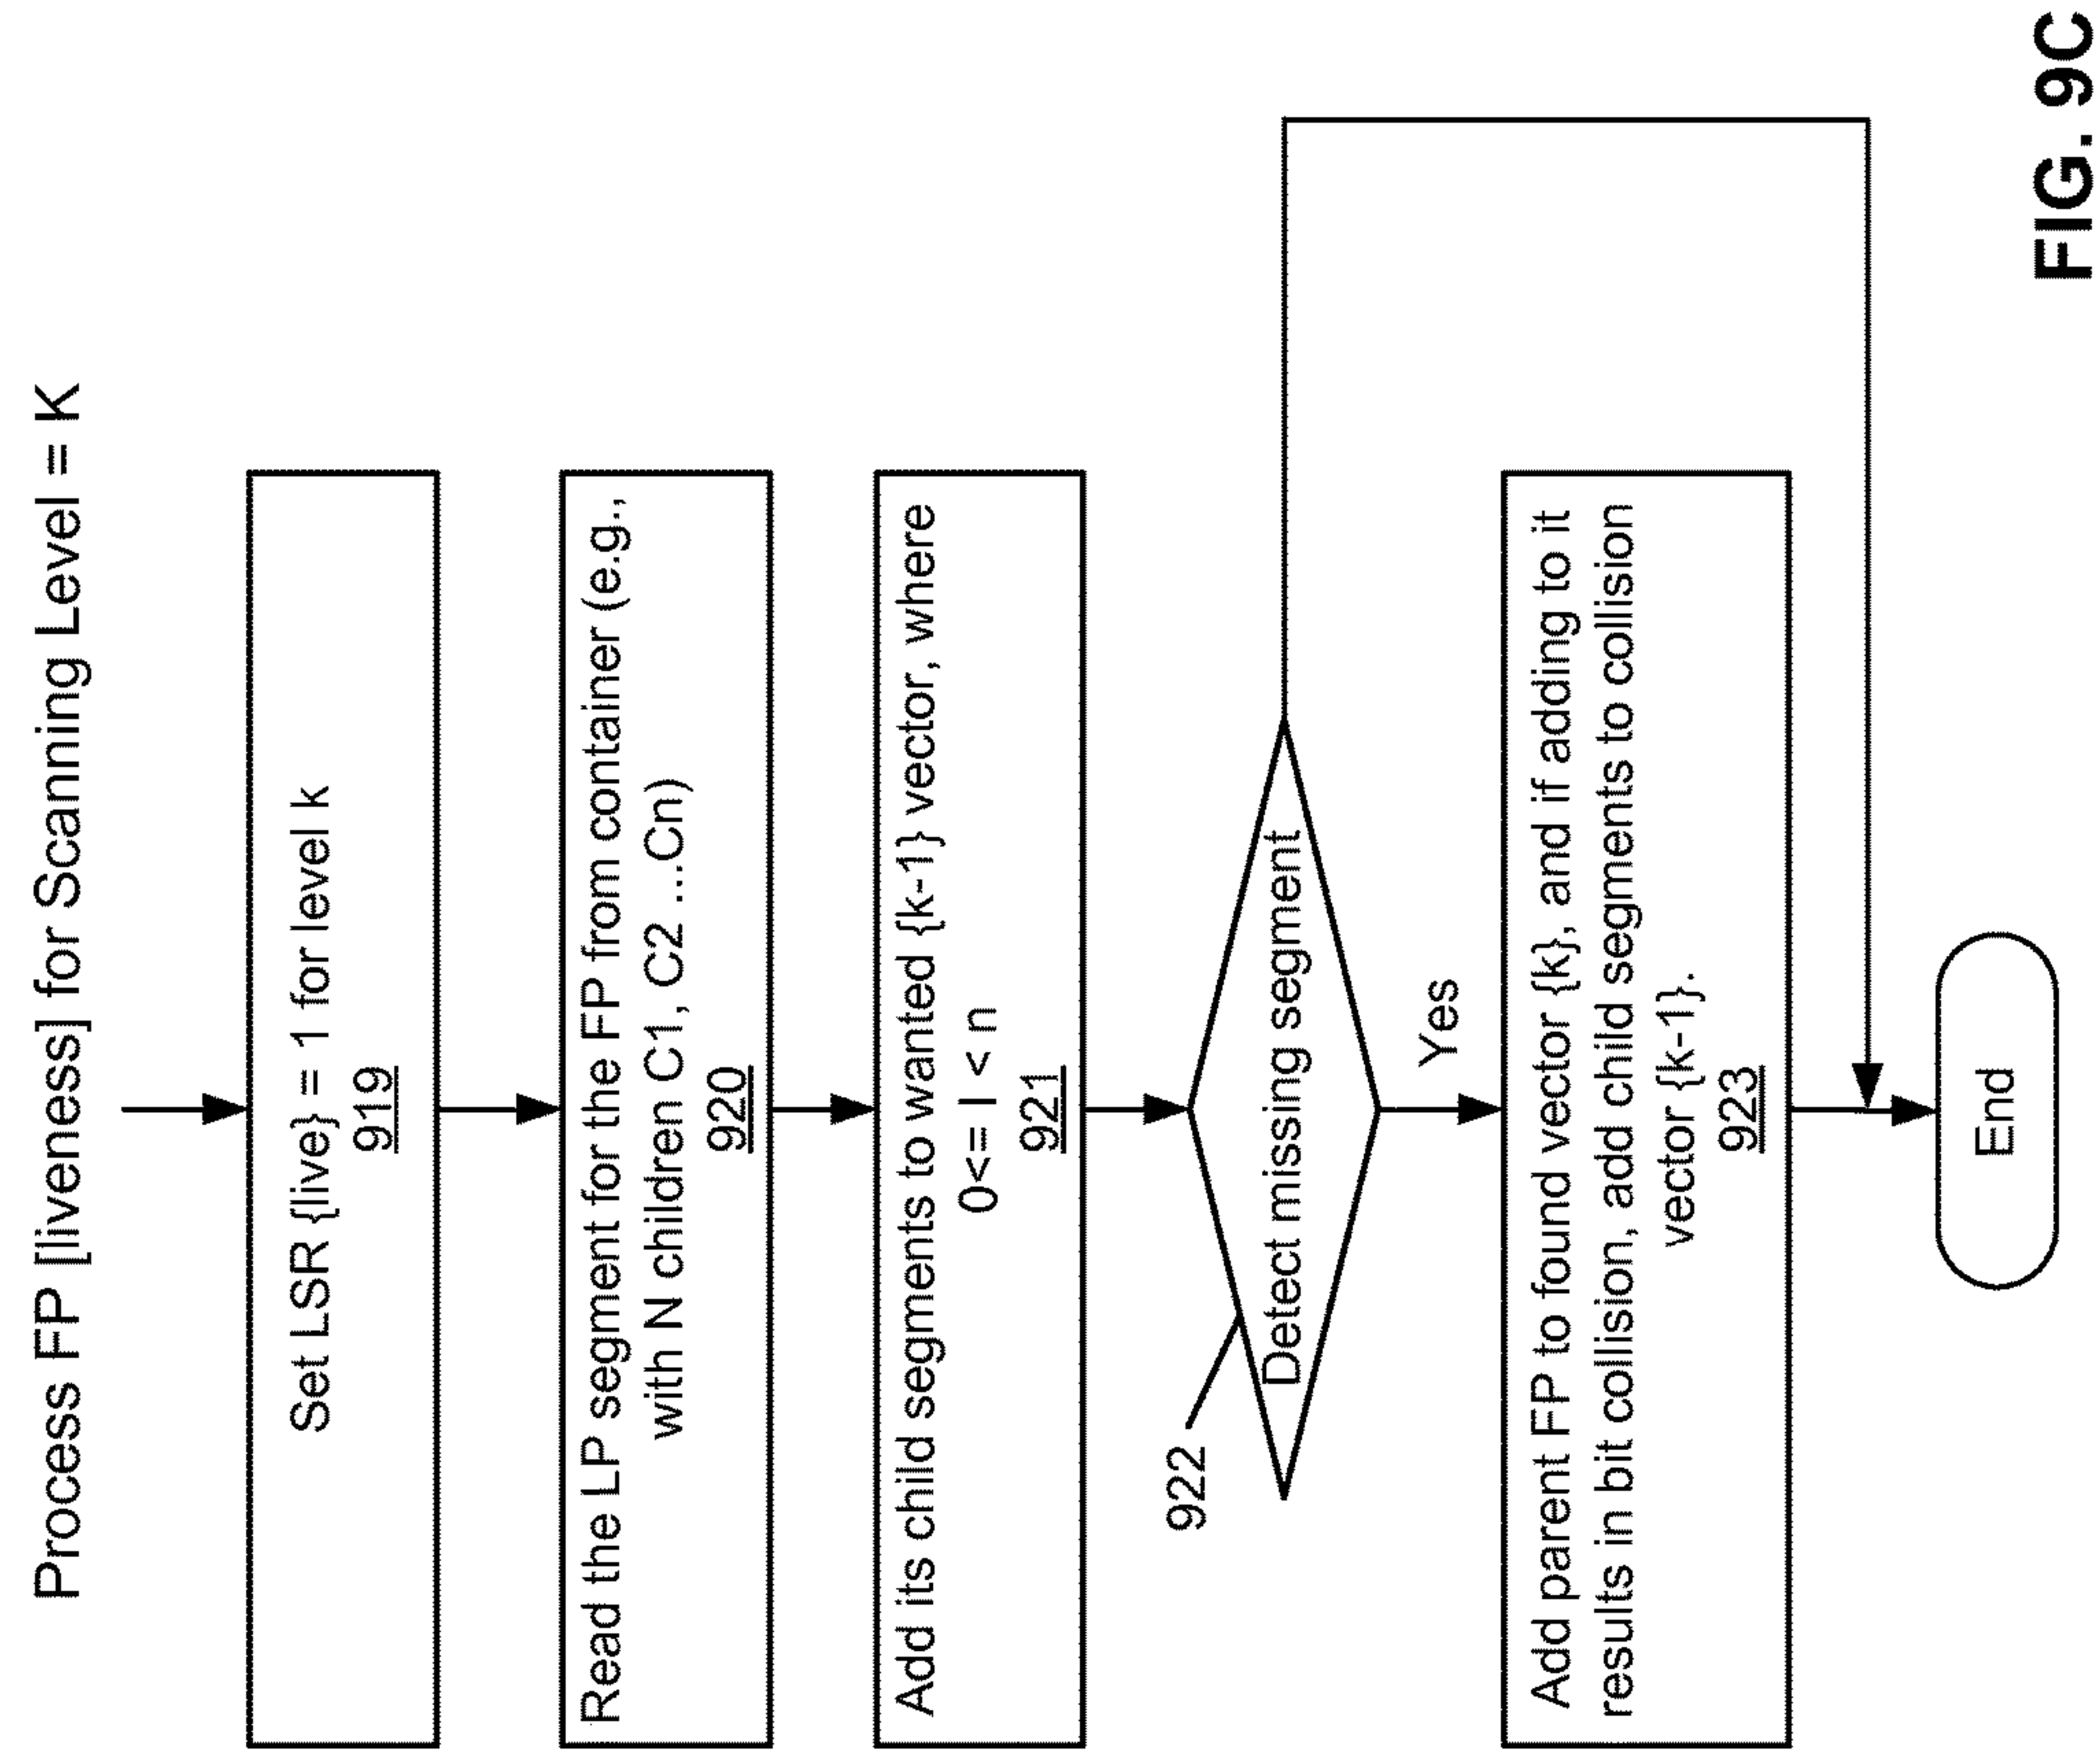 Process FP [liveness] for Scanning Level = K
Set LSR {live} = 1 for level k
919
Read the LP segment for the FP from container (e.g.,
with N children C1, C2 ...Cn)
920
Add its child segments to wanted {k-1} vector, where
0<= I < n
921
922
Detect missing segment
Yes
Add parent FP to found vector {k}, and if adding to it
results in bit collision, add child segments to collision
vector {k-1}.
923
End
FIG. 9C